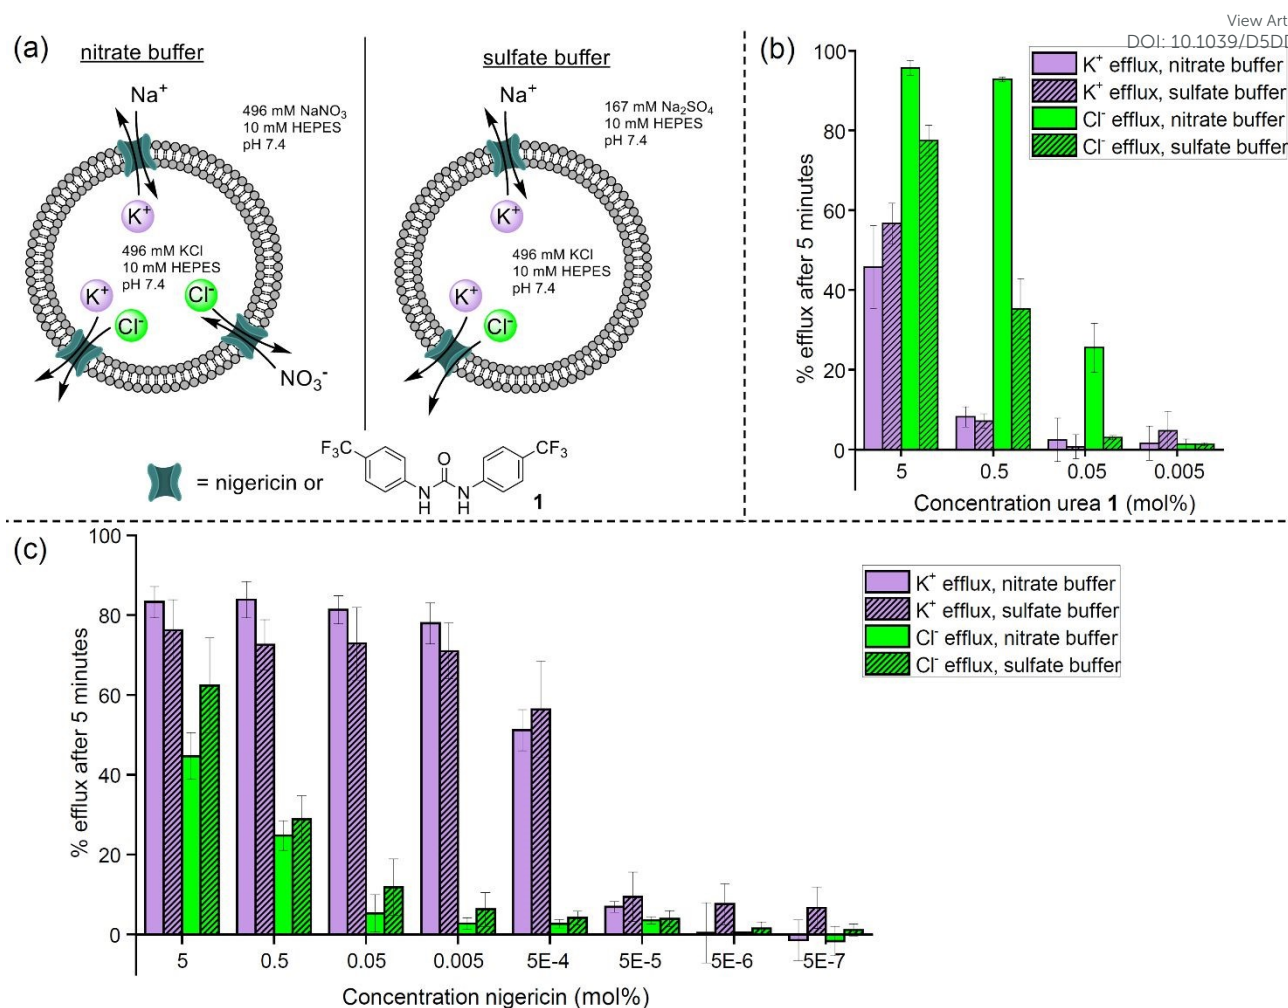 View Art
DOI: 10.1039/D5DD
(a)
nitrate buffer
sulfate buffer
Na⁺
496 mM NaNO₃
10 mM HEPES
pH 7.4
K⁺
496 mM KCl
10 mM HEPES
pH 7.4
K⁺
Cl⁻
Cl⁻
NO₃⁻
Na⁺
167 mM Na₂SO₄
10 mM HEPES
pH 7.4
K⁺
496 mM KCl
10 mM HEPES
pH 7.4
K⁺
Cl⁻
= nigericin or
F₃C
O
CF₃
N N
H H
1
(b)
K⁺ efflux, nitrate buffer
K⁺ efflux, sulfate buffer
Cl⁻ efflux, nitrate buffer
Cl⁻ efflux, sulfate buffer
% efflux after 5 minutes
100
80
60
40
20
0
5 0.5 0.05 0.005
Concentration urea 1 (mol%)
(c)
K⁺ efflux, nitrate buffer
K⁺ efflux, sulfate buffer
Cl⁻ efflux, nitrate buffer
Cl⁻ efflux, sulfate buffer
% efflux after 5 minutes
100
80
60
40
20
0
5 0.5 0.05 0.005 5E-4 5E-5 5E-6 5E-7
Concentration nigericin (mol%)